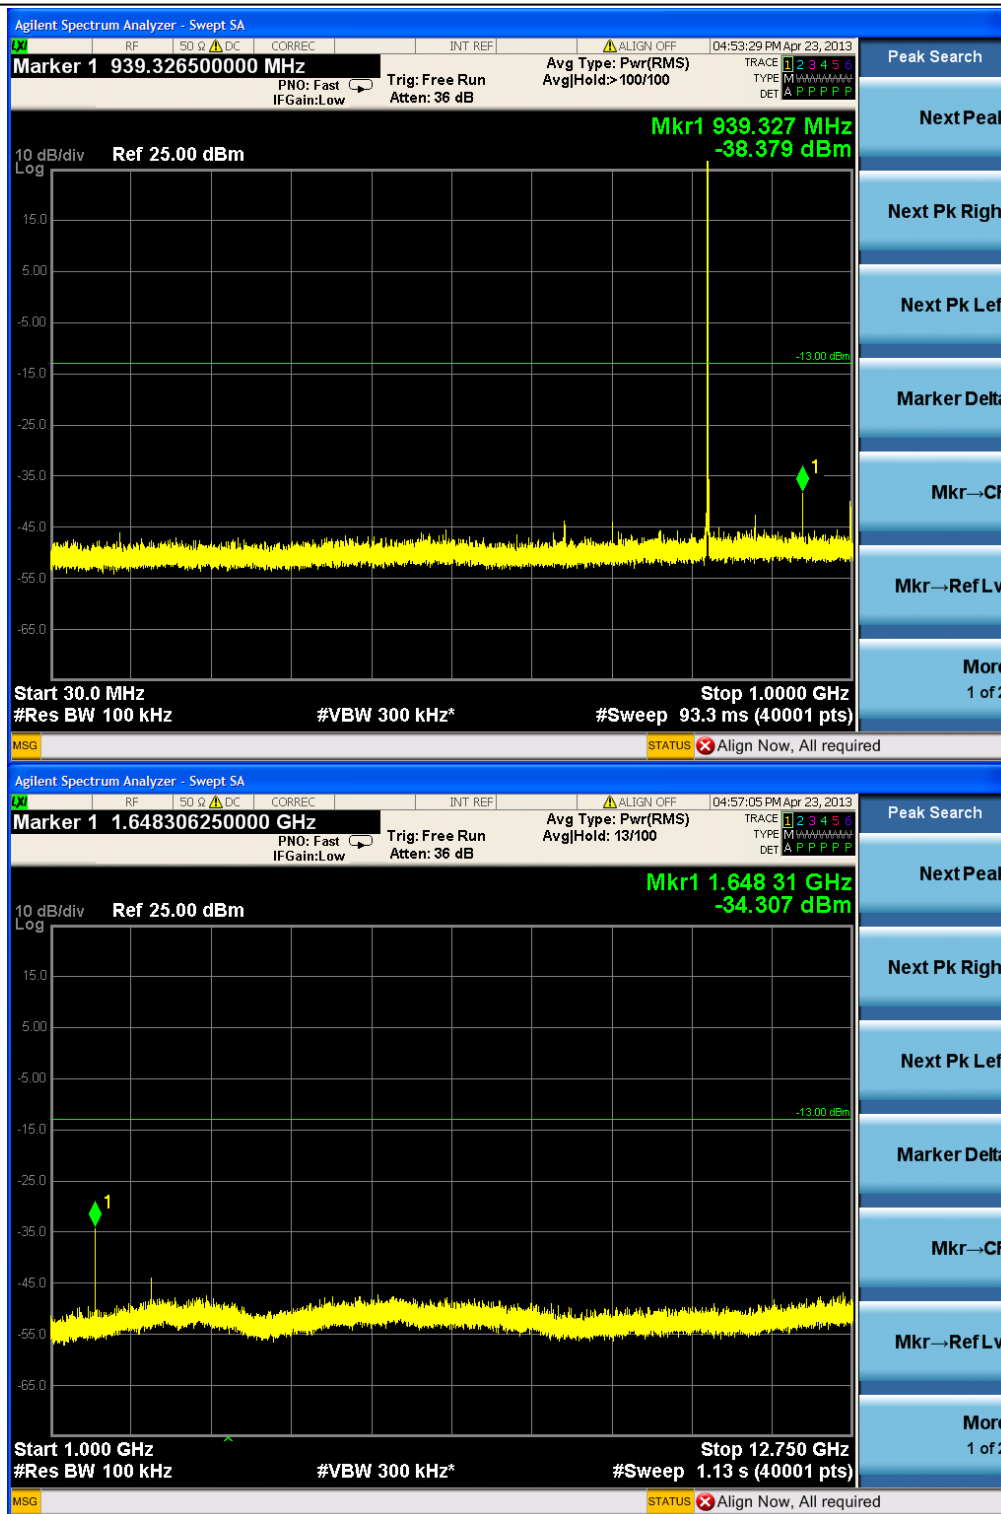 Agilent Spectrum Analyzer - Swept SA
LXI RF 50 Ω DC CORREC INT REF ALIGN OFF 04:53:29 PM Apr 23, 2013
Marker 1 939.326500000 MHz
PNO: Fast
IFGain:Low
Trig: Free Run
Atten: 36 dB
Avg Type: Pwr(RMS)
Avg|Hold:>100/100
TRACE 1 2 3 4 5 6
TYPE M
DET A P P P P P
Peak Search
Mkr1 939.327 MHz
-38.379 dBm
10 dB/div Ref 25.00 dBm
Log
15.0
5.00
-5.00
-13.00 dBm
-15.0
-25.0
-35.0
1
-45.0
-55.0
-65.0
Start 30.0 MHz Stop 1.0000 GHz
#Res BW 100 kHz #VBW 300 kHz* #Sweep 93.3 ms (40001 pts)
Next Peak
Next Pk Righ
Next Pk Lef
Marker Delta
Mkr→CF
Mkr→Ref Lv
More
1 of 2
MSG STATUS Align Now, All required
Agilent Spectrum Analyzer - Swept SA
LXI RF 50 Ω DC CORREC INT REF ALIGN OFF 04:57:05 PM Apr 23, 2013
Marker 1 1.648306250000 GHz
PNO: Fast
IFGain:Low
Trig: Free Run
Atten: 36 dB
Avg Type: Pwr(RMS)
Avg|Hold: 13/100
TRACE 1 2 3 4 5 6
TYPE M
DET A P P P P P
Peak Search
Mkr1 1.648 31 GHz
-34.307 dBm
10 dB/div Ref 25.00 dBm
Log
15.0
5.00
-5.00
-13.00 dBm
-15.0
-25.0
1
-35.0
-45.0
-55.0
-65.0
Start 1.000 GHz Stop 12.750 GHz
#Res BW 100 kHz #VBW 300 kHz* #Sweep 1.13 s (40001 pts)
Next Peak
Next Pk Righ
Next Pk Lef
Marker Delta
Mkr→CF
Mkr→Ref Lv
More
1 of 2
MSG STATUS Align Now, All required